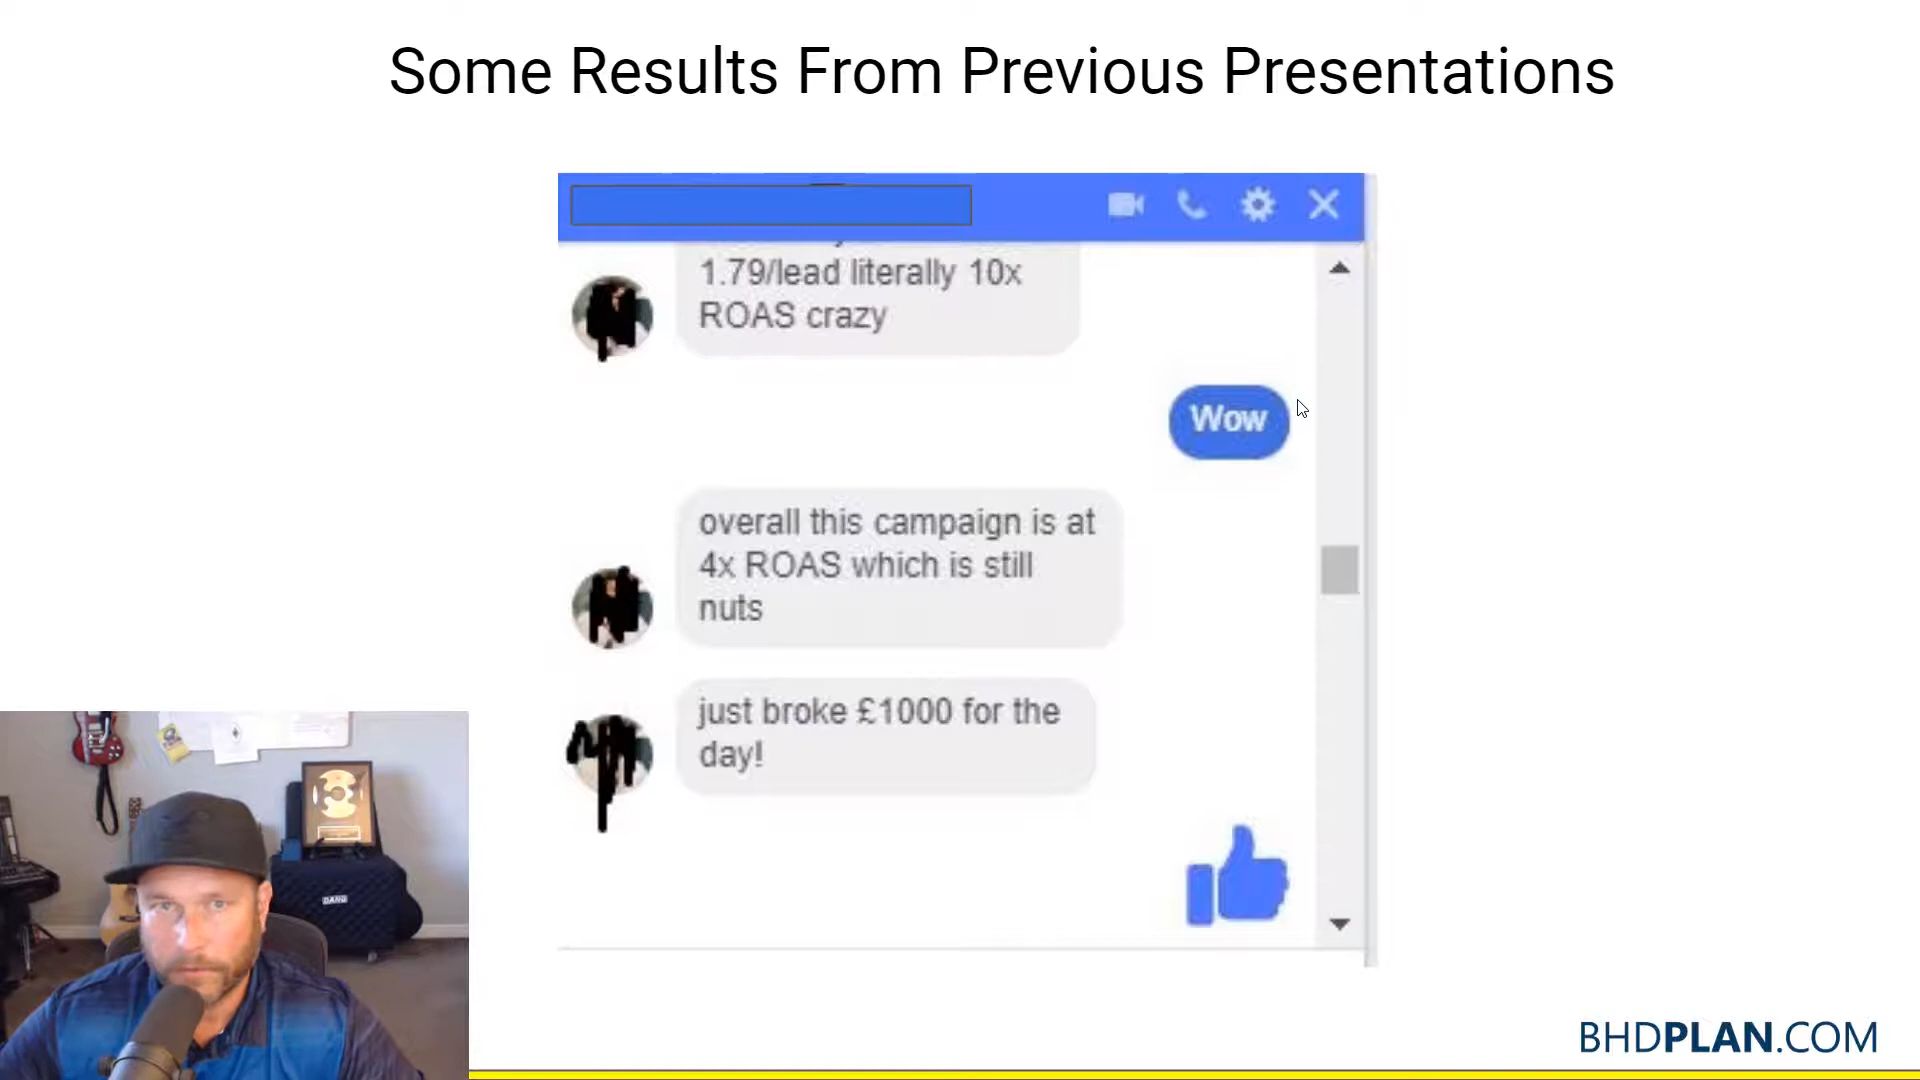 Some Results From Previous Presentations
1.79/lead literally 10x
ROAS crazy
Wow
overall this campaign is at
4x ROAS which is still
nuts
just broke £1000 for the
day!
DANG
BHDPLAN.COM